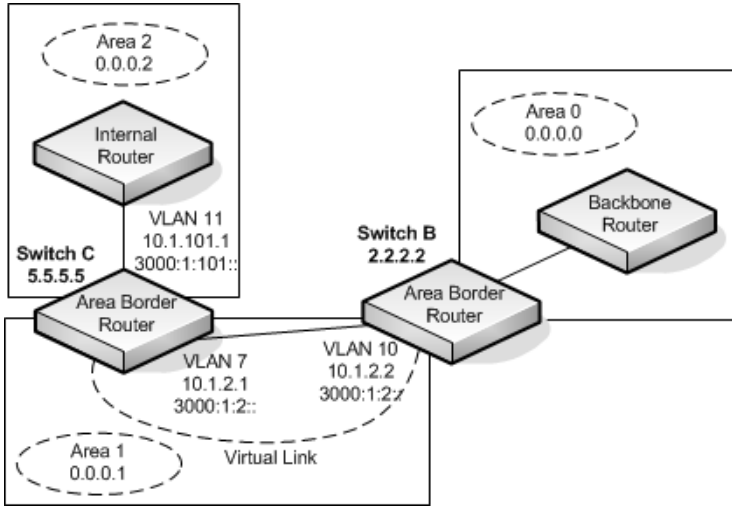 Area 2
0.0.0.2
Internal
Router
VLAN 11
10.1.101.1
3000:1:101::
Switch C
5.5.5.5
Area Border
Router
Area 0
0.0.0.0
Backbone
Router
Switch B
2.2.2.2
Area Border
Router
VLAN 7
10.1.2.1
3000:1:2::
VLAN 10
10.1.2.2
3000:1:2::
Virtual Link
Area 1
0.0.0.1